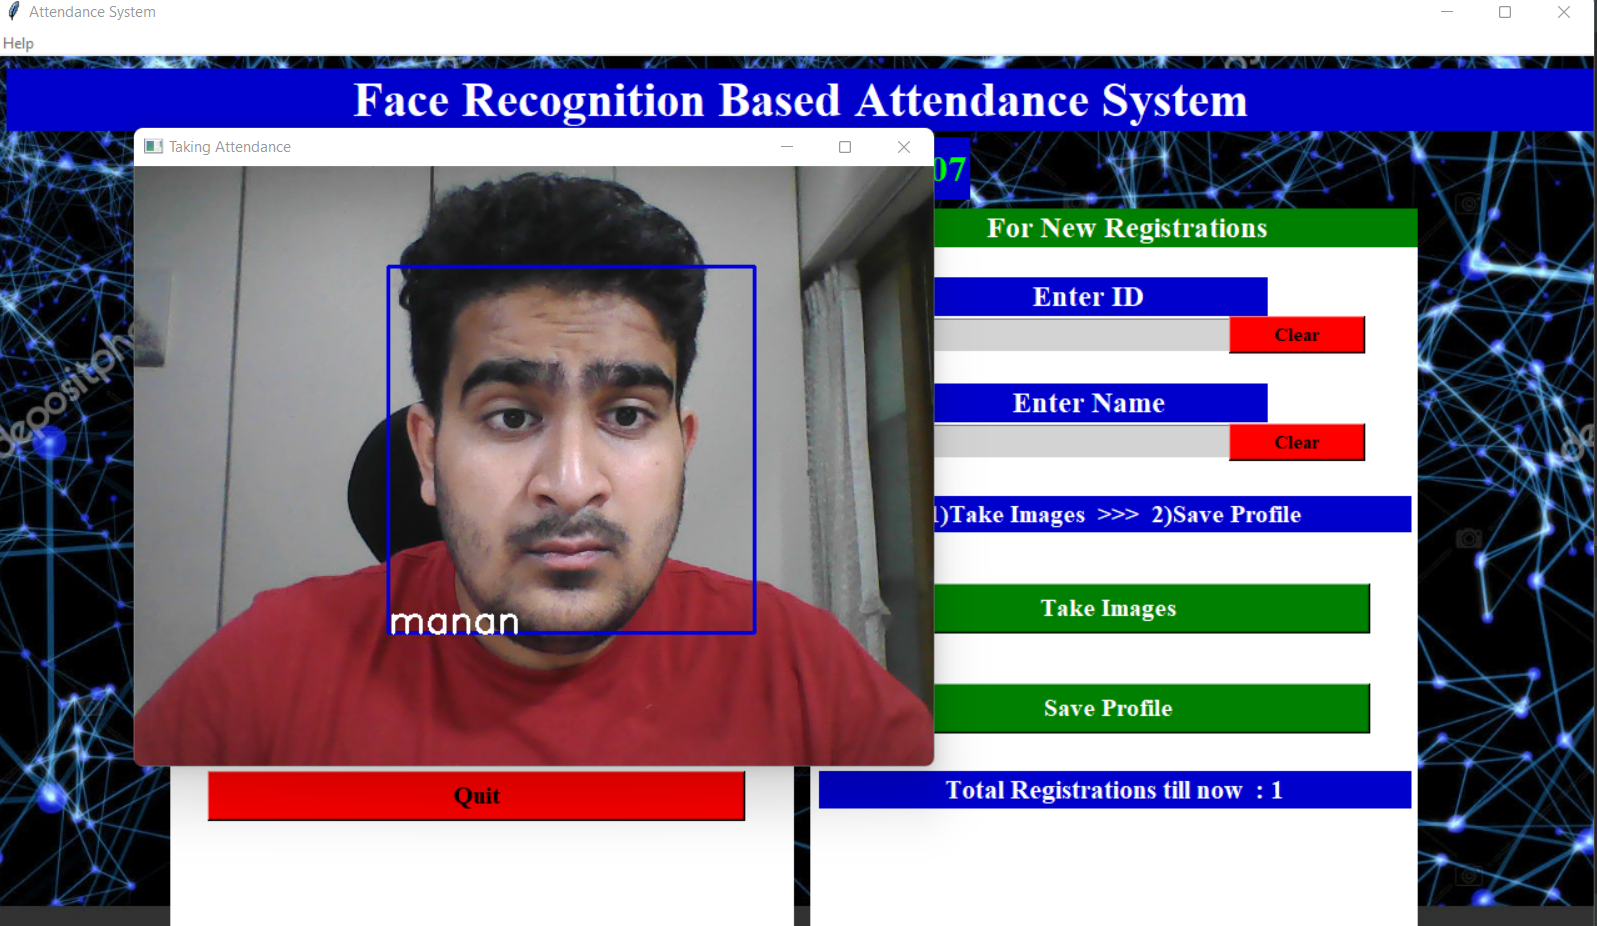 Attendance System
Help
Face Recognition Based Attendance System
Taking Attendance
07
For New Registrations
Enter ID
Clear
Enter Name
Clear
1)Take Images >>> 2)Save Profile
Take Images
Save Profile
manan
Quit
Total Registrations till now : 1